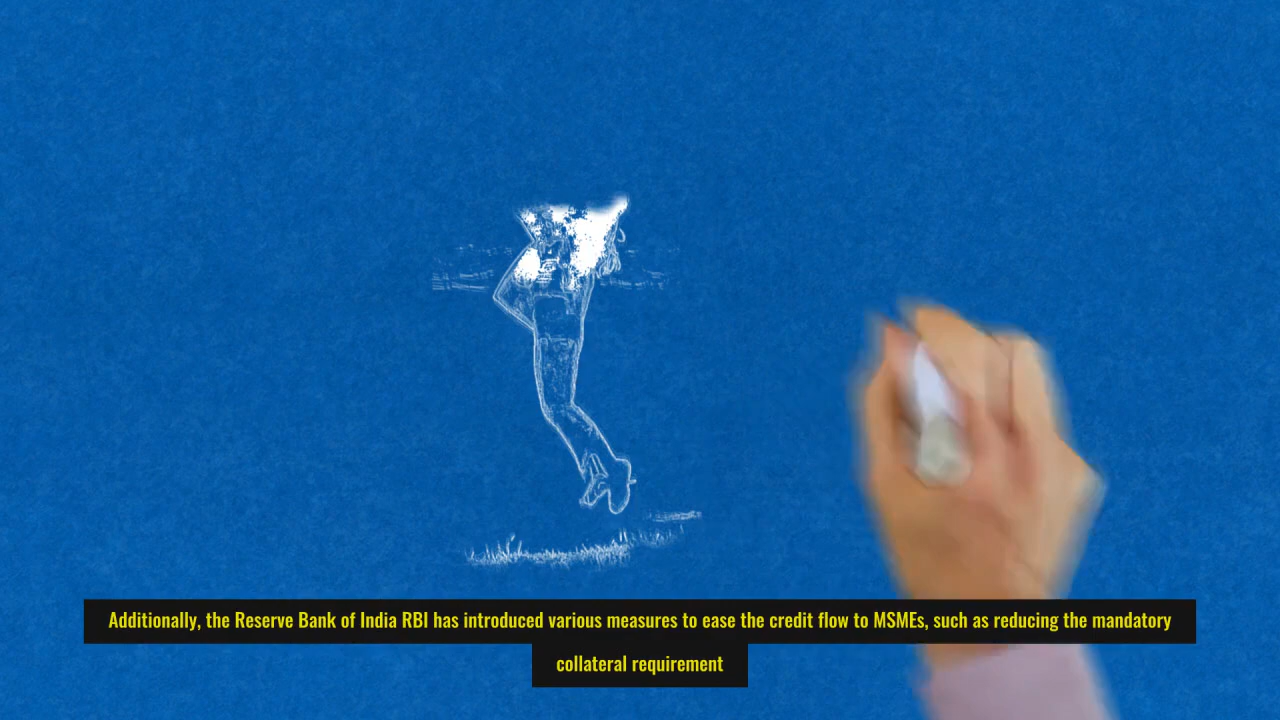 Additionally, the Reserve Bank of India RBI has introduced various measures to ease the credit flow to MSMEs, such as reducing the mandatory
collateral requirement